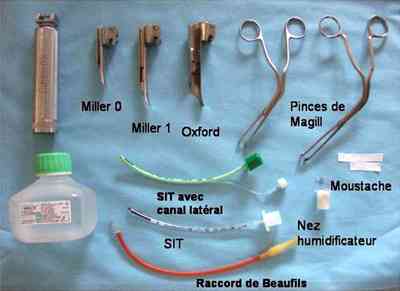 Miller 0
Miller 1
Oxford
Pinces de
Magill
SIT avec
canal latéral
Moustache
SIT
Nez
humidificateur
Raccord de Beaufils